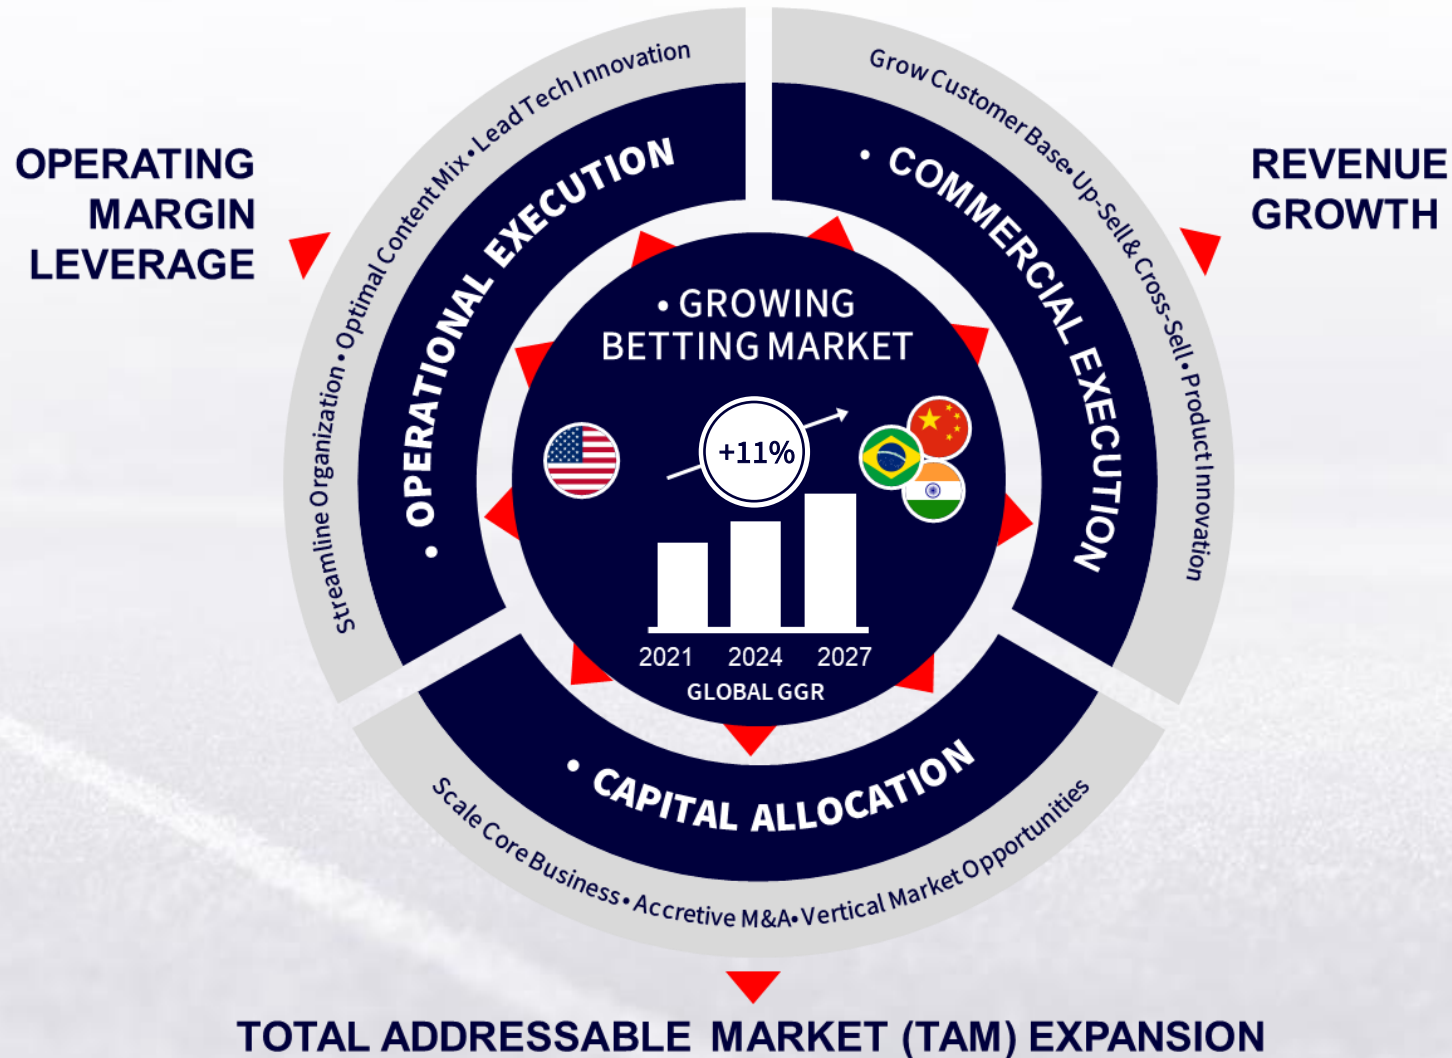 OPERATING
MARGIN
LEVERAGE
Streamline Organization • Optimal Content Mix • Lead Tech Innovation
• OPERATIONAL EXECUTION
Grow Customer Base • Up-Sell & Cross-Sell • Product Innovation
• COMMERCIAL EXECUTION
REVENUE
GROWTH
• GROWING
BETTING MARKET
+11%
2021 2024 2027
GLOBAL GGR
• CAPITAL ALLOCATION
Scale Core Business • Accretive M&A • Vertical Market Opportunities
TOTAL ADDRESSABLE MARKET (TAM) EXPANSION